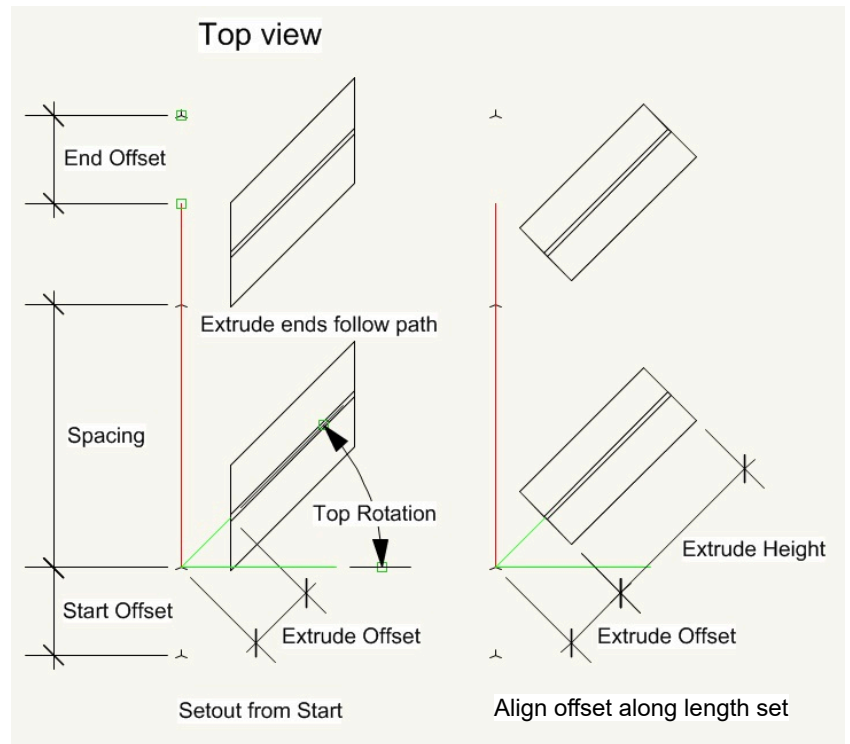 Top view
End Offset
Extrude ends follow path
Spacing
Top Rotation
Extrude Height
Start Offset
Extrude Offset
Extrude Offset
Setout from Start
Align offset along length set